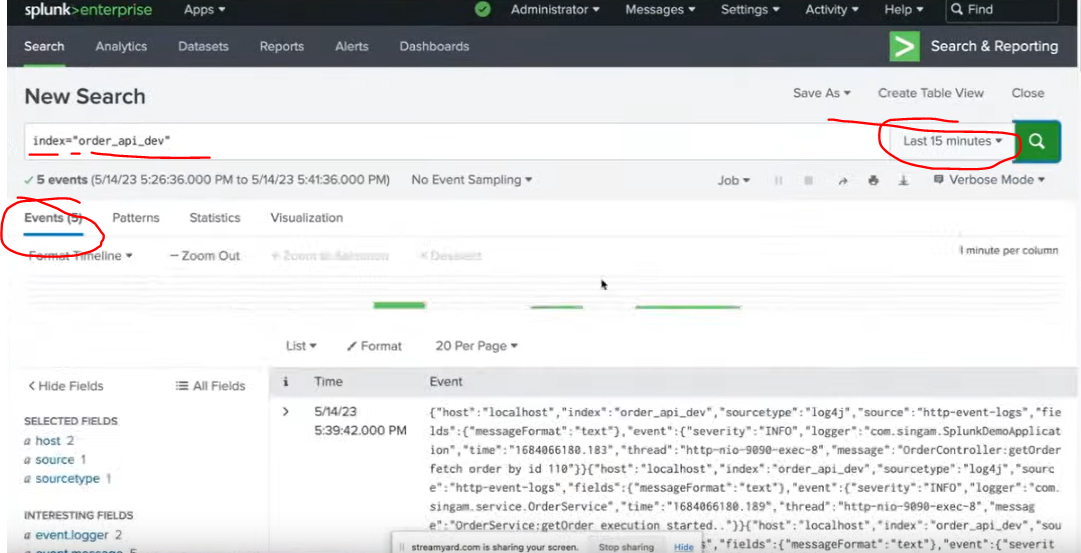 splunk>enterprise Apps Administrator Messages Settings Activity Help Find
Search Analytics Datasets Reports Alerts Dashboards Search & Reporting
New Search Save As Create Table View Close
index="order_api_dev" Last 15 minutes
5 events (5/14/23 5:26:36.000 PM to 5/14/23 5:41:36.000 PM) No Event Sampling Job Verbose Mode
Events (5) Patterns Statistics Visualization
Format Timeline – Zoom Out + Zoom to Selection × Deselect 1 minute per column
List Format 20 Per Page
< Hide Fields All Fields i Time Event
SELECTED FIELDS
a host 2
a source 1
a sourcetype 1
INTERESTING FIELDS
a event.logger 2
a event.message 5
> 5/14/23
5:39:42.000 PM
{"host":"localhost","index":"order_api_dev","sourcetype":"log4j","source":"http-event-logs","fie
lds":{"messageFormat":"text"},"event":{"severity":"INFO","logger":"com.singam.SplunkDemoApplicat
ion","time":"1684066180.183","thread":"http-nio-9090-exec-8","message":"OrderController:getOrder
fetch order by id 110"}}{"host":"localhost","index":"order_api_dev","sourcetype":"log4j","sourc
e":"http-event-logs","fields":{"messageFormat":"text"},"event":{"severity":"INFO","logger":"com.
singam.service.OrderService","time":"1684066180.189","thread":"http-nio-9090-exec-8","messag
e":"OrderService:getOrder execution started.."}}{"host":"localhost","index":"order_api_dev","sou
s","fields":{"messageFormat":"text"},"event":{"severit
streamyard.com is sharing your screen. Stop sharing Hide